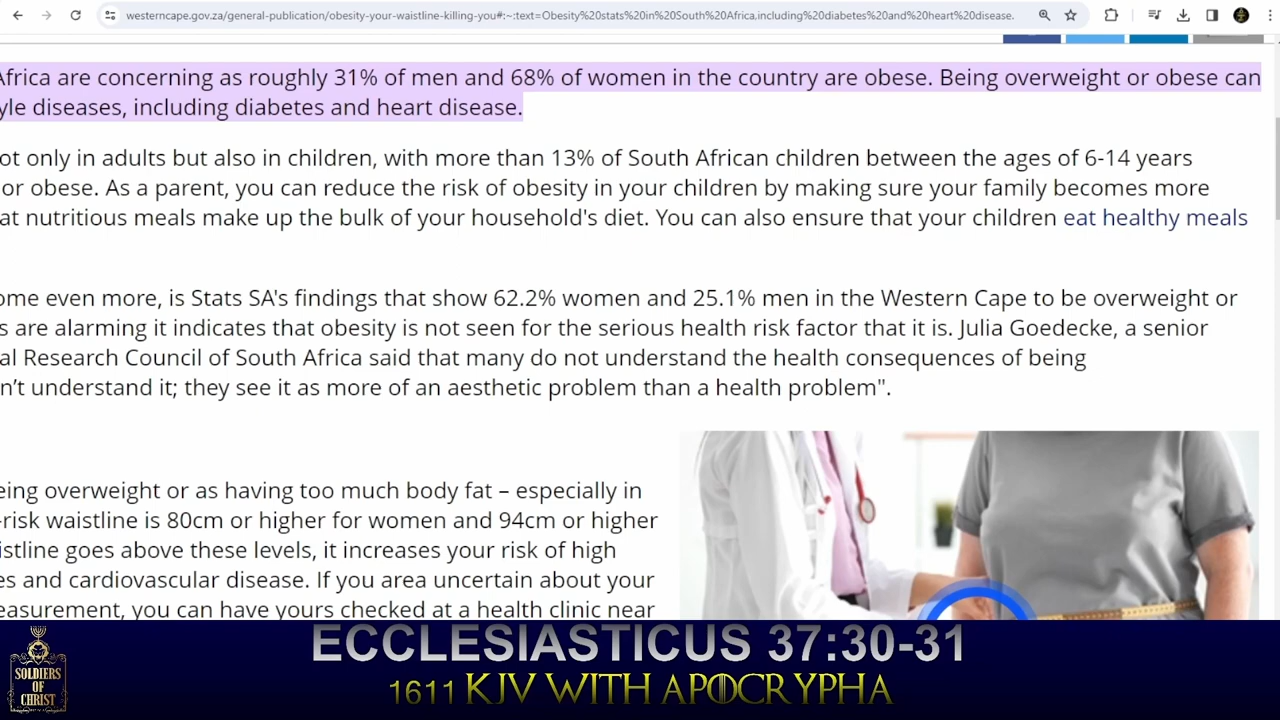 westerncape.gov.za/general-publication/obesity-your-waistline-killing-you#:~:text=Obesity%20stats%20in%20South%20Africa,including%20diabetes%20and%20heart%20disease.
Africa are concerning as roughly 31% of men and 68% of women in the country are obese. Being overweight or obese can
yle diseases, including diabetes and heart disease.
ot only in adults but also in children, with more than 13% of South African children between the ages of 6-14 years
or obese. As a parent, you can reduce the risk of obesity in your children by making sure your family becomes more
at nutritious meals make up the bulk of your household's diet. You can also ensure that your children eat healthy meals
ome even more, is Stats SA's findings that show 62.2% women and 25.1% men in the Western Cape to be overweight or
s are alarming it indicates that obesity is not seen for the serious health risk factor that it is. Julia Goedecke, a senior
al Research Council of South Africa said that many do not understand the health consequences of being
n't understand it; they see it as more of an aesthetic problem than a health problem".
eing overweight or as having too much body fat – especially in
-risk waistline is 80cm or higher for women and 94cm or higher
istline goes above these levels, it increases your risk of high
es and cardiovascular disease. If you area uncertain about your
easurement, you can have yours checked at a health clinic near
ECCLESIASTICUS 37:30-31
1611 KJV WITH APOCRYPHA
SOLDIERS
OF
CHRIST